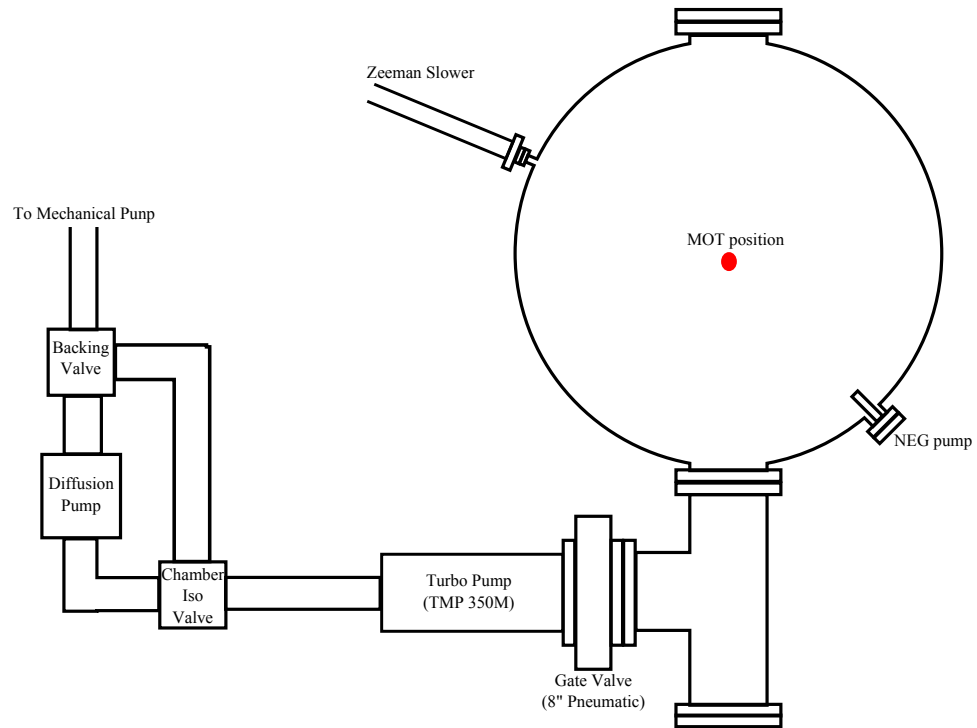 Zeeman Slower
To Mechanical Punp
MOT position
Backing
Valve
NEG pump
Diffusion
Pump
Chamber
Iso
Valve
Turbo Pump
(TMP 350M)
Gate Valve
(8" Pneumatic)